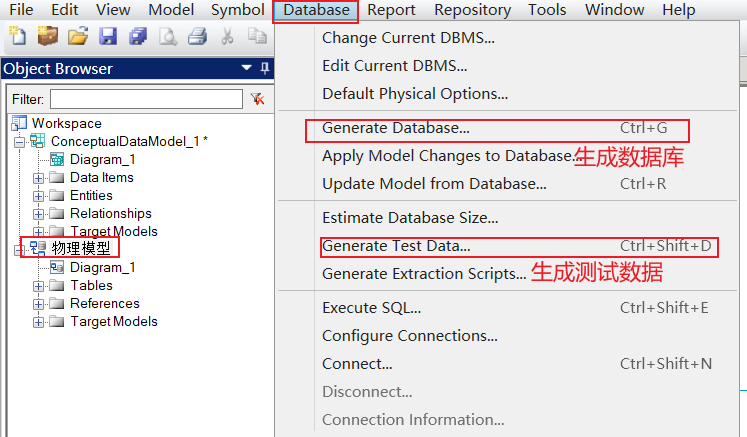 File Edit View Model Symbol Database Report Repository Tools Window Help
Object Browser
Filter:
Workspace
ConceptualDataModel_1 *
Diagram_1
Data Items
Entities
Relationships
Target Models
物理模型
Diagram_1
Tables
References
Target Models
Change Current DBMS...
Edit Current DBMS...
Default Physical Options...
Generate Database... Ctrl+G
Apply Model Changes to Database... 生成数据库
Update Model from Database... Ctrl+R
Estimate Database Size...
Generate Test Data... Ctrl+Shift+D
Generate Extraction Scripts... 生成测试数据
Execute SQL... Ctrl+Shift+E
Configure Connections...
Connect... Ctrl+Shift+N
Disconnect...
Connection Information...